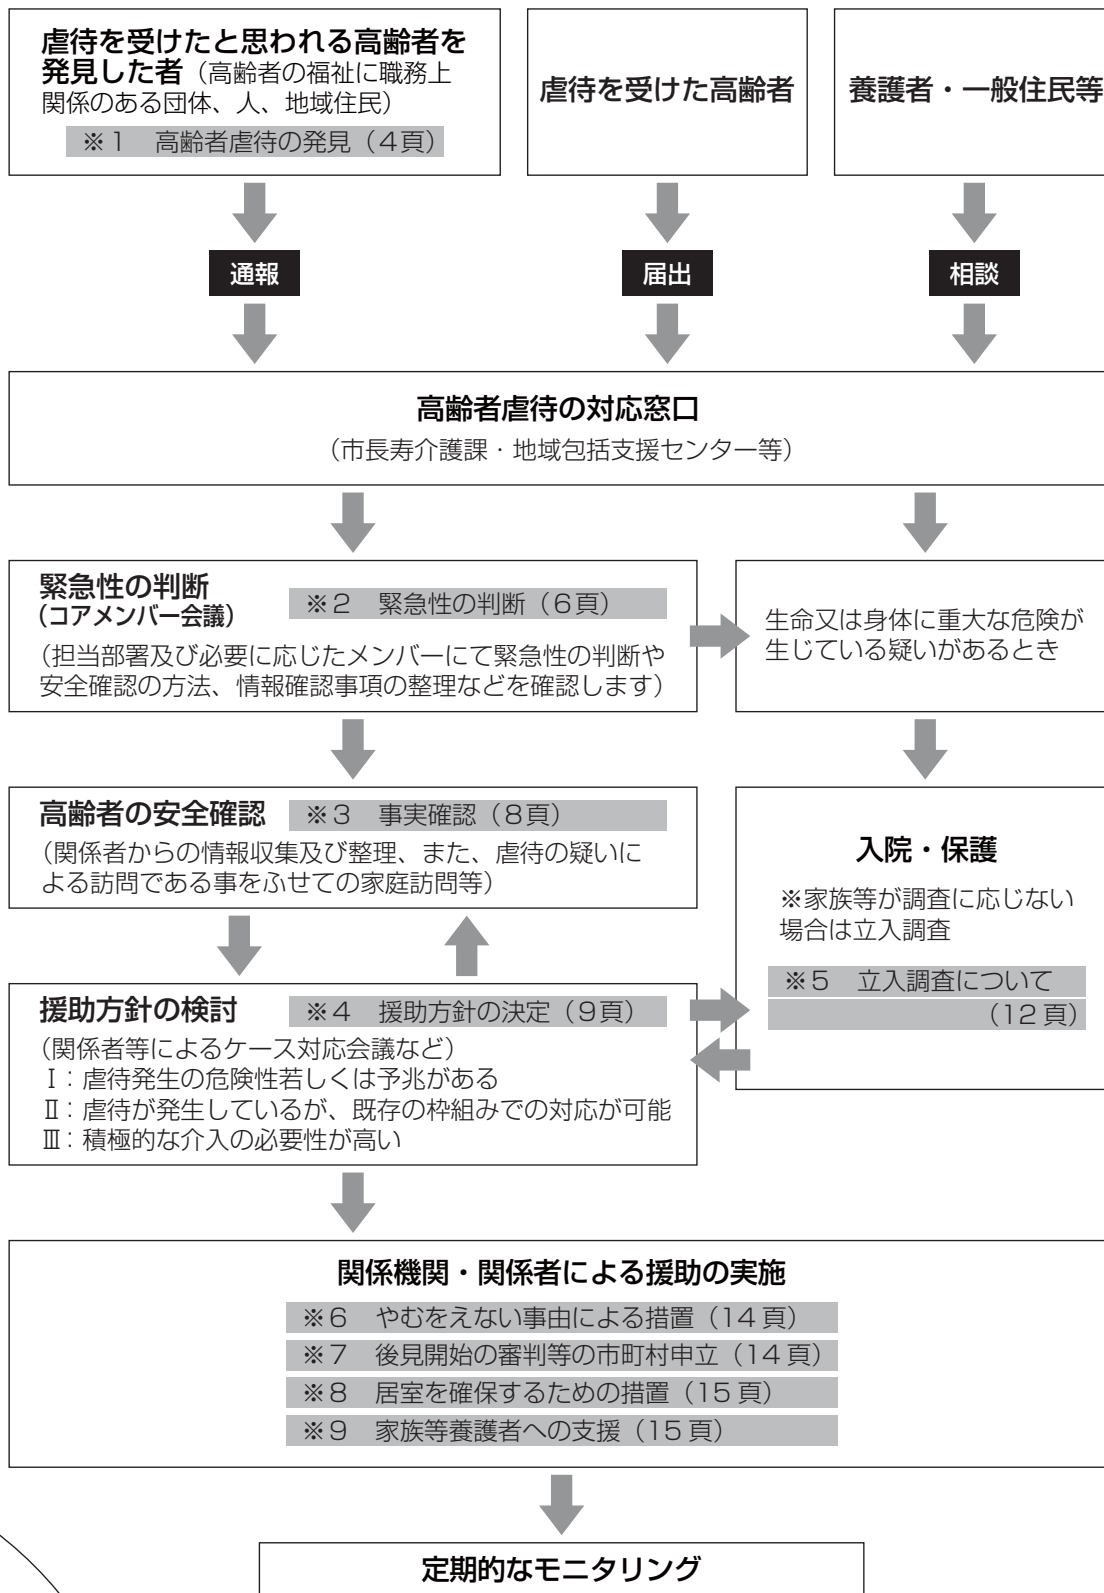 虐待を受けたと思われる高齢者を
発見した者（高齢者の福祉に職務上
関係のある団体、人、地域住民）
※１　高齢者虐待の発見（４頁）
虐待を受けた高齢者
養護者・一般住民等
通報
届出
相談
高齢者虐待の対応窓口
（市長寿介護課・地域包括支援センター等）
緊急性の判断
（コアメンバー会議）
※２　緊急性の判断（６頁）
（担当部署及び必要に応じたメンバーにて緊急性の判断や
安全確認の方法、情報確認事項の整理などを確認します）
生命又は身体に重大な危険が
生じている疑いがあるとき
高齢者の安全確認
※３　事実確認（８頁）
（関係者からの情報収集及び整理、また、虐待の疑いに
よる訪問である事をふせての家庭訪問等）
入院・保護
※家族等が調査に応じない
場合は立入調査
※５　立入調査について
（12 頁）
援助方針の検討
※４　援助方針の決定（９頁）
（関係者等によるケース対応会議など）
Ⅰ：虐待発生の危険性若しくは予兆がある
Ⅱ：虐待が発生しているが、既存の枠組みでの対応が可能
Ⅲ：積極的な介入の必要性が高い
関係機関・関係者による援助の実施
※６　やむをえない事由による措置（14 頁）
※７　後見開始の審判等の市町村申立（14 頁）
※８　居室を確保するための措置（15 頁）
※９　家族等養護者への支援（15 頁）
定期的なモニタリング